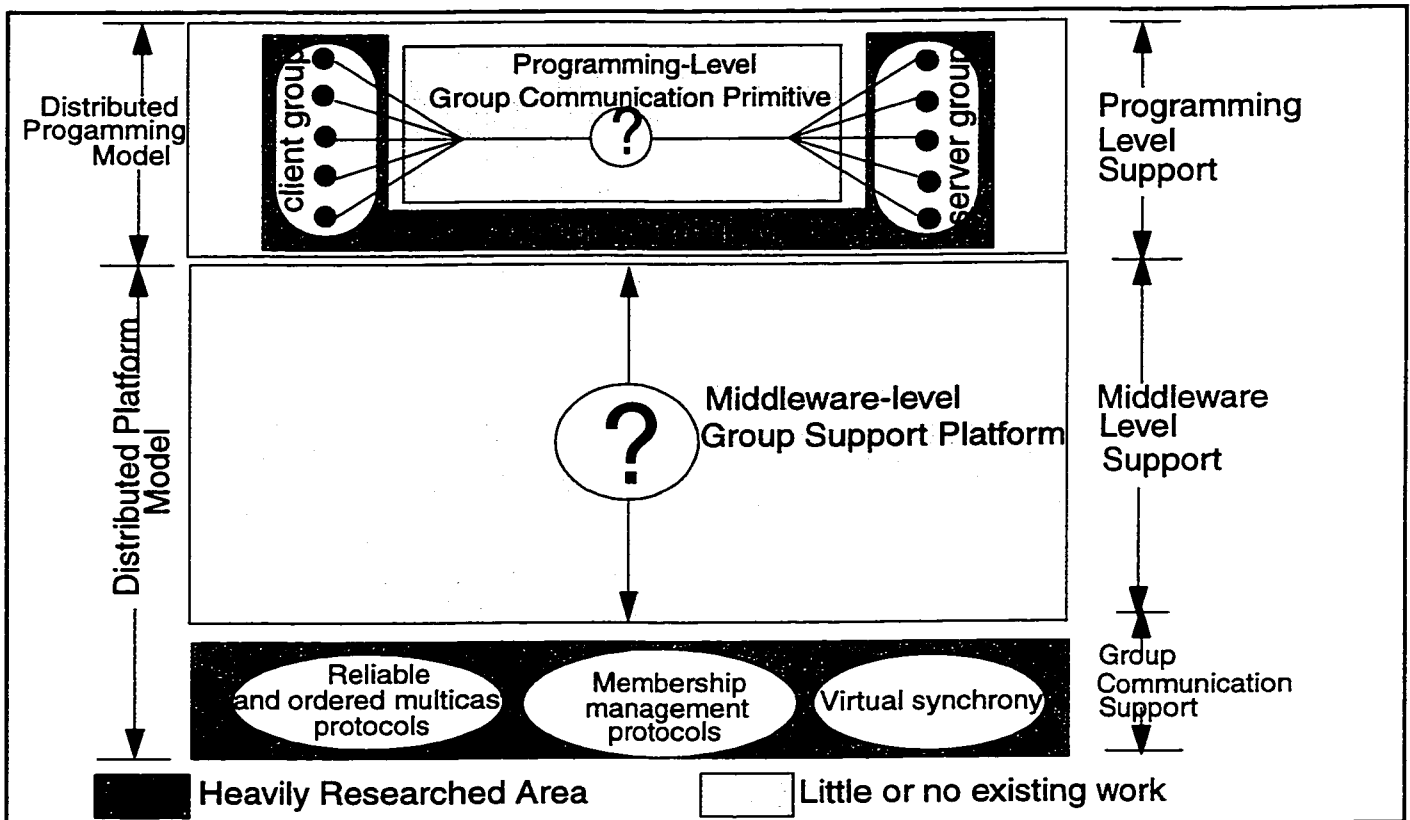 Distributed
Progamming
Model
client group
Programming-Level
Group Communication Primitive
?
server group
Programming
Level
Support
Distributed Platform
Model
?
Middleware-level
Group Support Platform
Middleware
Level
Support
Reliable
and ordered multicas
protocols
Membership
management
protocols
Virtual synchrony
Group
Communication
Support
Heavily Researched Area
Little or no existing work